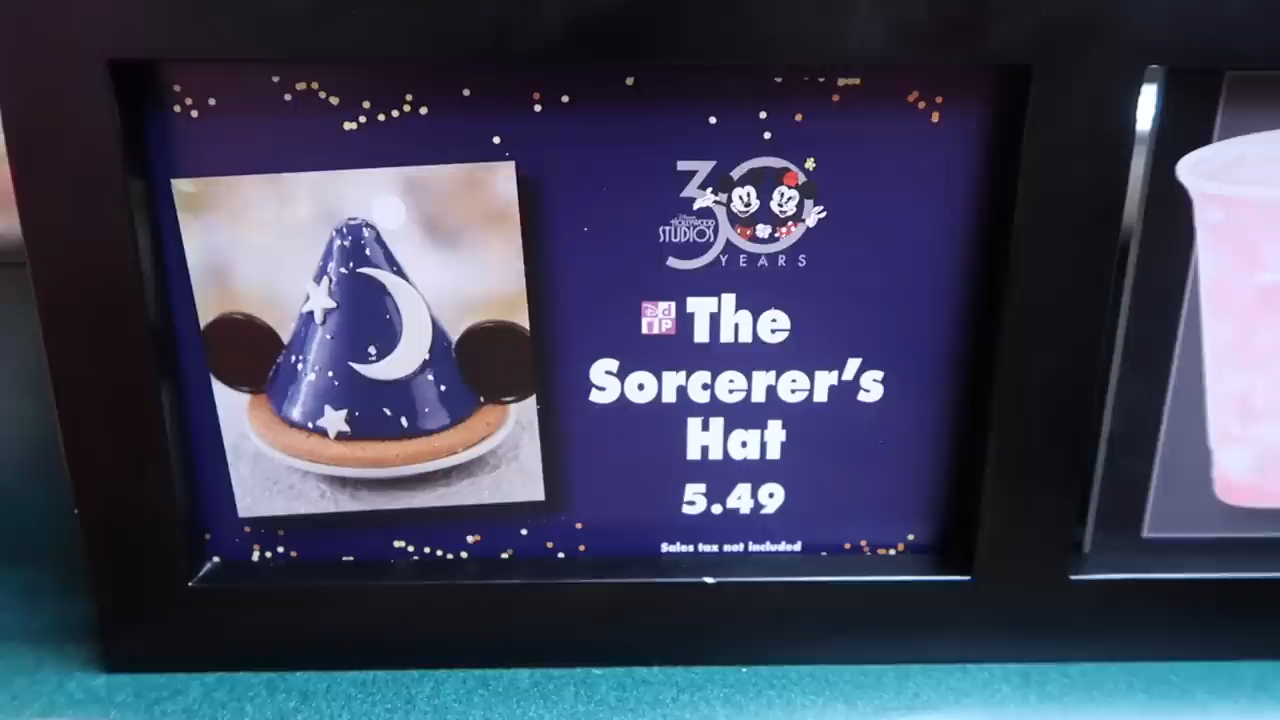 30
Disney
HOLLYWOOD
STUDIOS
YEARS
D d
P
The
Sorcerer's
Hat
5.49
Sales tax not included